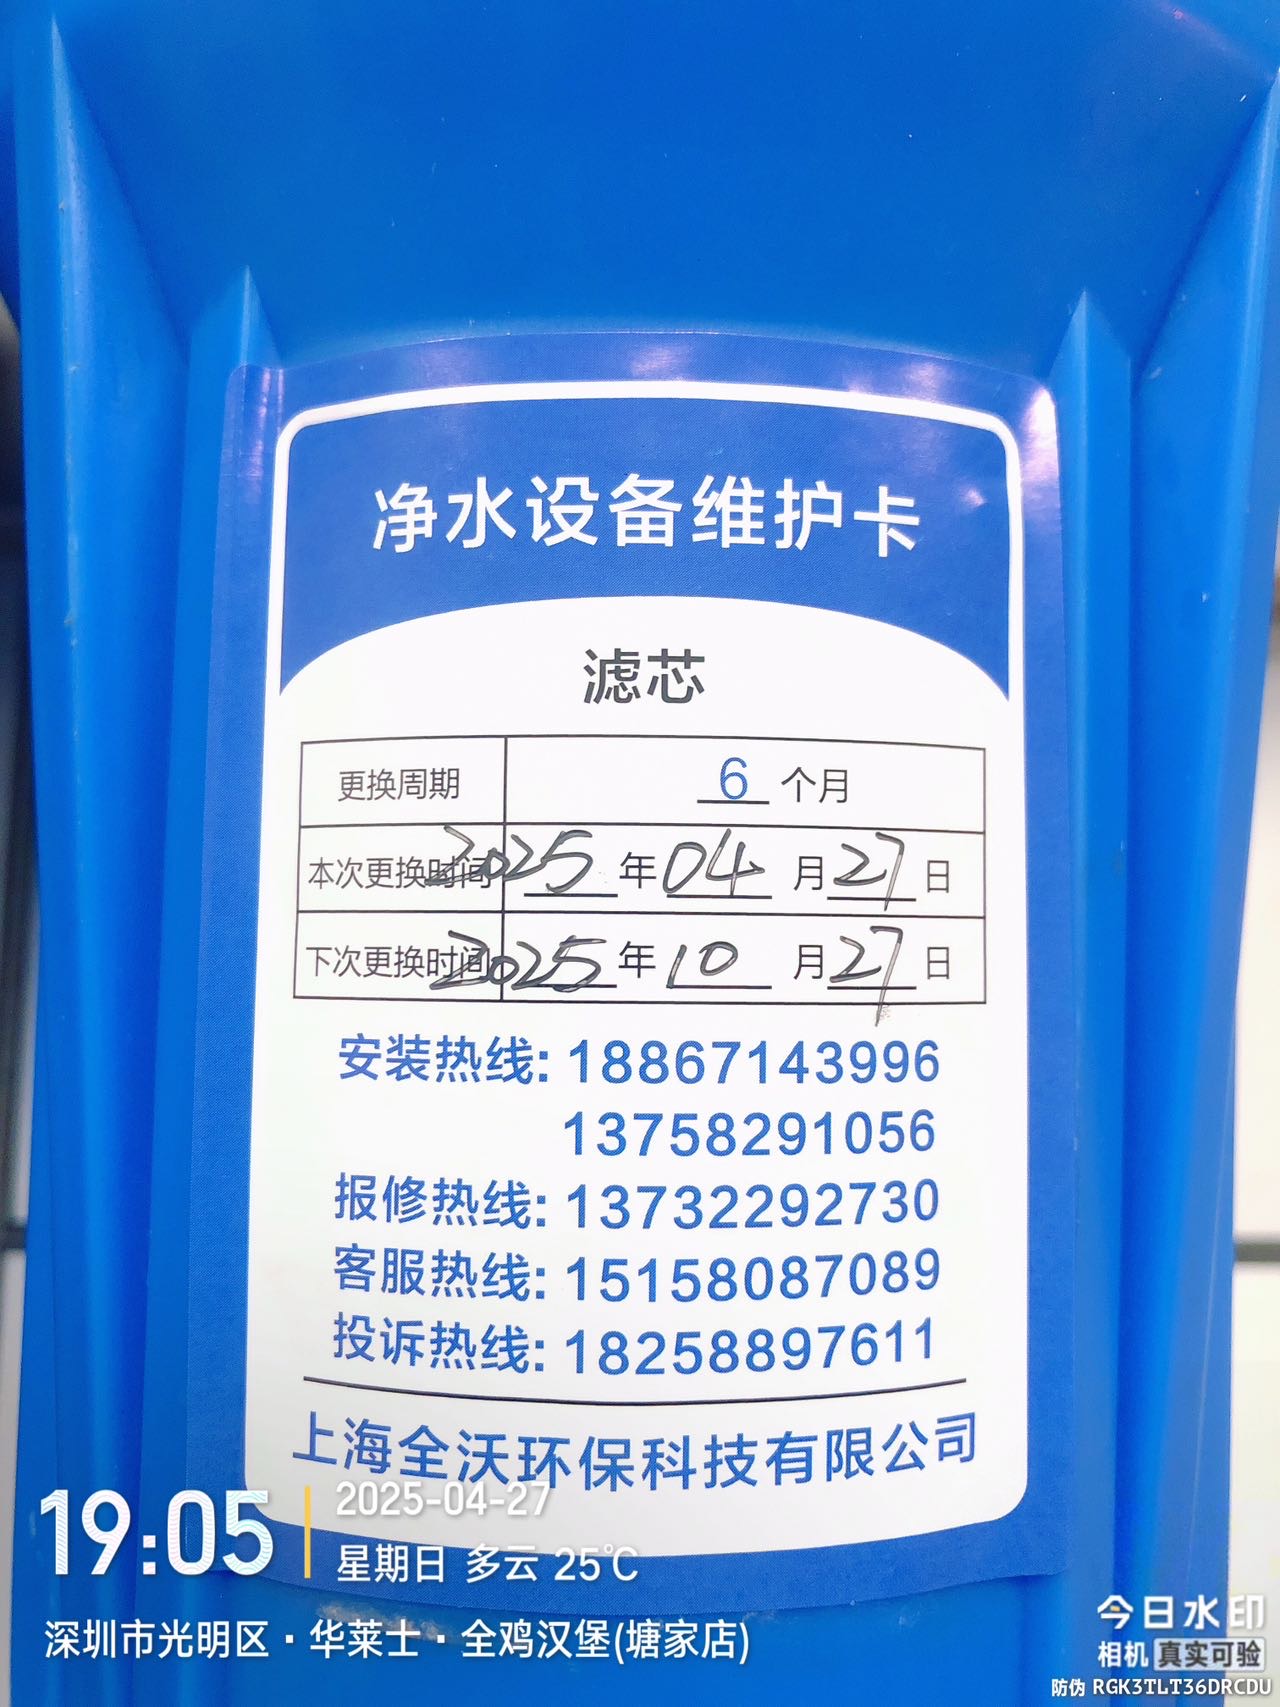 净水设备维护卡
滤芯
更换周期 6 个月
本次更换时间 2025 年 04 月 27 日
下次更换时间 2025 年 10 月 27 日
安装热线: 18867143996
13758291056
报修热线: 13732292730
客服热线: 15158087089
投诉热线: 18258897611
上海全沃环保科技有限公司
19:05 2025-04-27
星期日 多云 25℃
深圳市光明区·华莱士·全鸡汉堡(塘家店)
今日水印
相机 真实可验
防伪 RGK3TLT36DRCDU